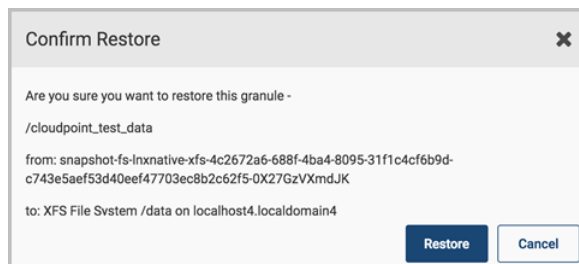 Confirm Restore
Are you sure you want to restore this granule -
/cloudpoint_test_data
from: snapshot-fs-lnxnative-xfs-4c2672a6-688f-4ba4-8095-31f1c4cf6b9d-
c743e5aef53d40eef47703ec8b2c62f5-0X27GzVXmdJK
to: XFS File System /data on localhost4.localdomain4
Restore
Cancel